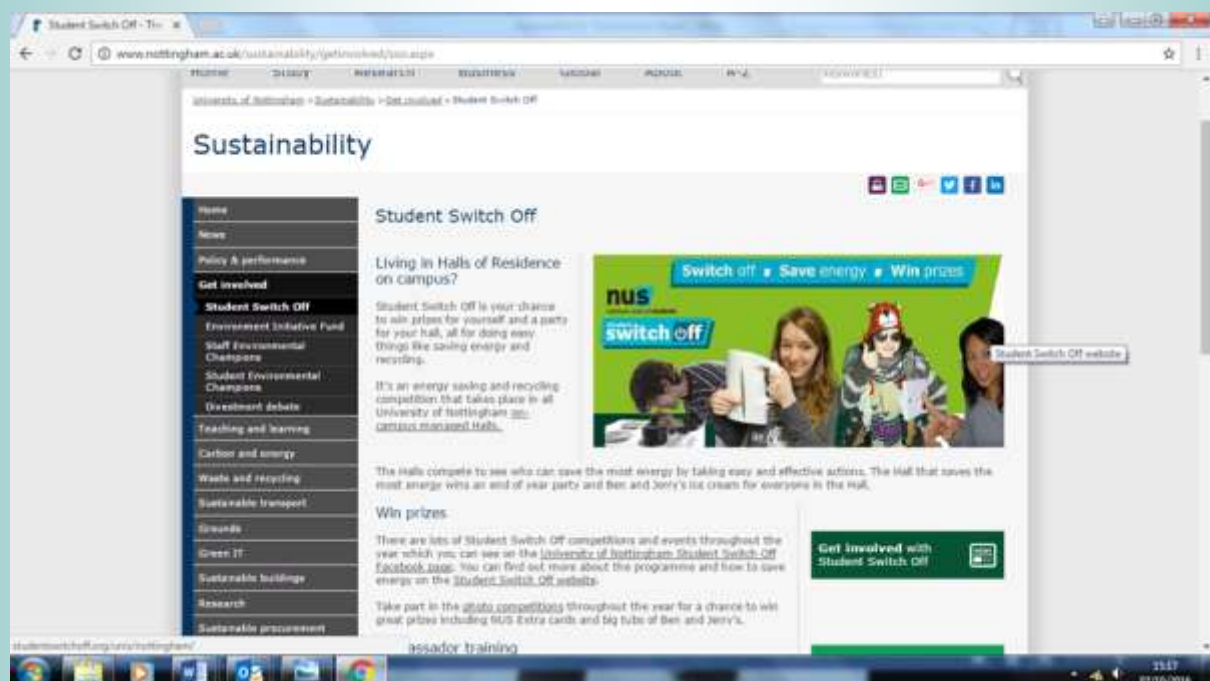 Student Switch Off - Th
www.nottingham.ac.uk/sustainability/getinvolved/sso.aspx
Home Study Research Business Global About A-Z
University of Nottingham > Sustainability > Get involved > Student Switch Off
Sustainability
Home
News
Policy & performance
Get involved
Student Switch Off
Environment Initiative Fund
Staff Environmental
Champions
Student Environmental
Champions
Divestment debate
Teaching and learning
Carbon and energy
Waste and recycling
Sustainable transport
Grounds
Green IT
Sustainable buildings
Research
Sustainable procurement
Student Switch Off
Living in Halls of Residence
on campus?
Student Switch Off is your chance
to win prizes for yourself and a party
for your hall, all for doing easy
things like saving energy and
recycling.
It's an energy saving and recycling
competition that takes place in all
University of Nottingham on-
campus managed Halls.
Switch off Save energy Win prizes
nus
switch off
Student Switch Off website
The Halls compete to see who can save the most energy by taking easy and effective actions. The Hall that saves the
most energy wins an end of year party and Ben and Jerry's ice cream for everyone in the Hall.
Win prizes
There are lots of Student Switch Off competitions and events throughout the
year which you can see on the University of Nottingham Student Switch Off
Facebook page. You can find out more about the programme and how to save
energy on the Student Switch Off website.
Take part in the photo competitions throughout the year for a chance to win
great prizes including NUS Extra cards and big tubs of Ben and Jerry's.
assador training
Get involved with
Student Switch Off
studentswitchoff.org/unis/nottingham/
15:17